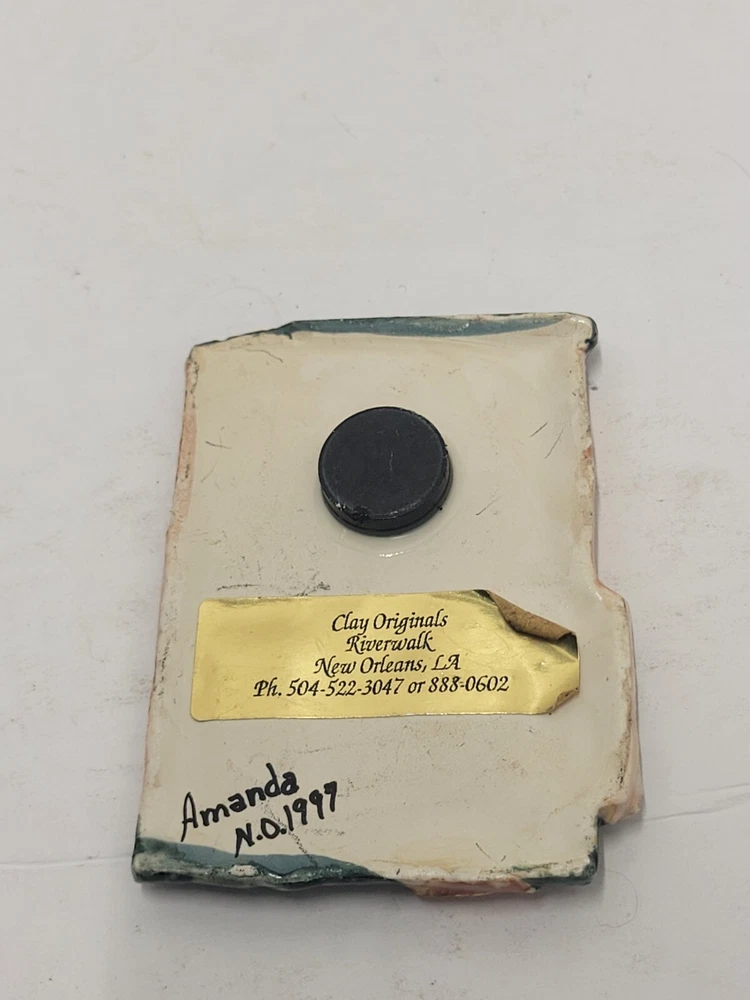 Clay Originals
Riverwalk
New Orleans, LA
Ph. 504-522-3047 or 888-0602
Amanda
N.O.1997